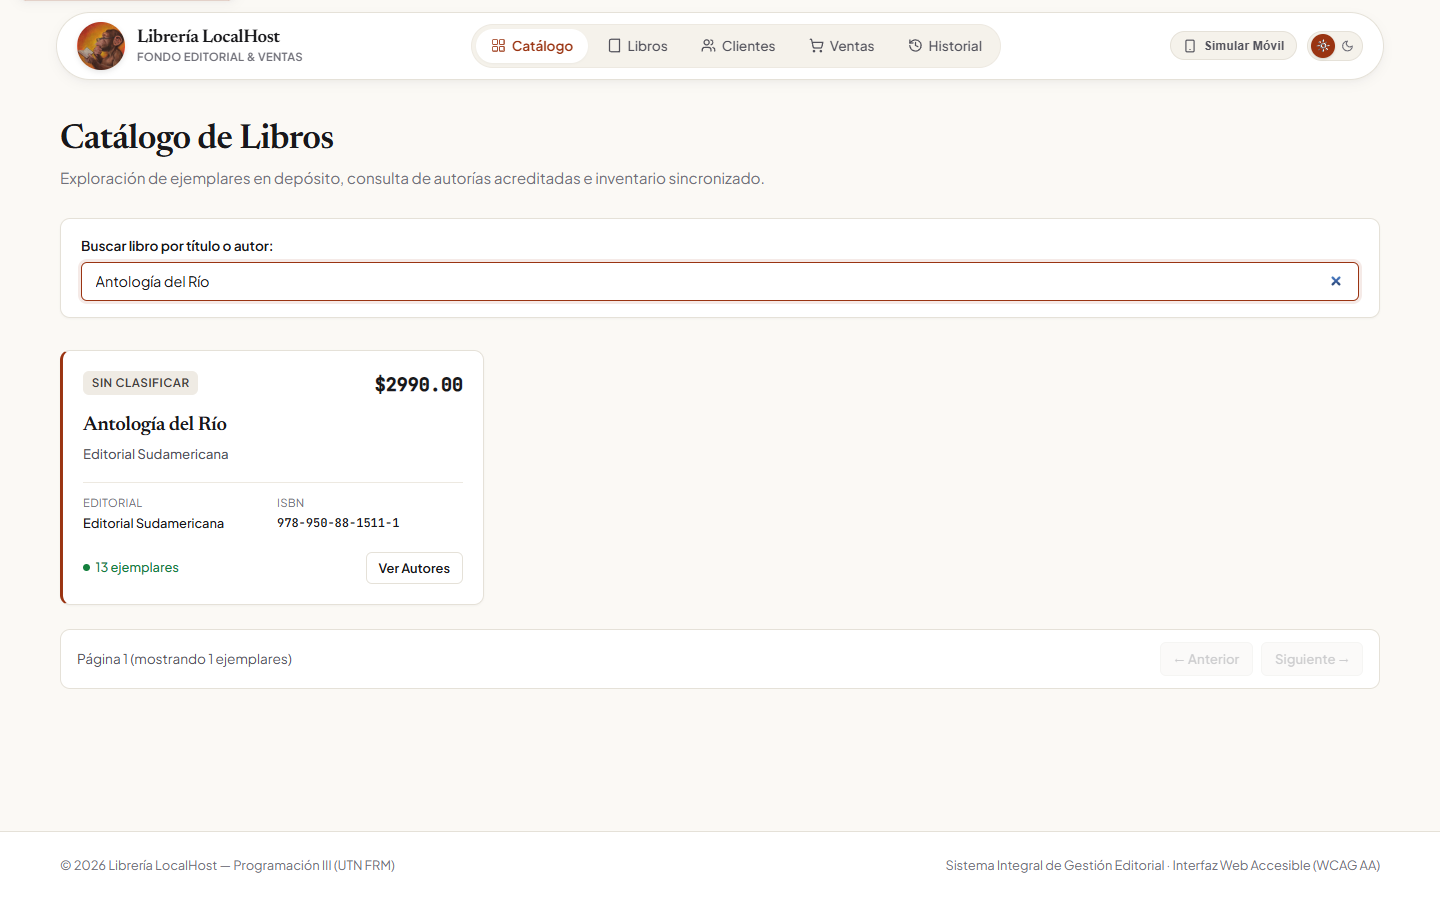 Librería LocalHost
FONDO EDITORIAL & VENTAS
Catálogo
Libros
Clientes
Ventas
Historial
Simular Móvil
Catálogo de Libros
Exploración de ejemplares en depósito, consulta de autorías acreditadas e inventario sincronizado.
Buscar libro por título o autor:
Antología del Río
SIN CLASIFICAR
$2990.00
Antología del Río
Editorial Sudamericana
EDITORIAL
ISBN
Editorial Sudamericana
978-950-88-1511-1
13 ejemplares
Ver Autores
Página 1 (mostrando 1 ejemplares)
← Anterior
Siguiente →
© 2026 Librería LocalHost — Programación III (UTN FRM)
Sistema Integral de Gestión Editorial · Interfaz Web Accesible (WCAG AA)